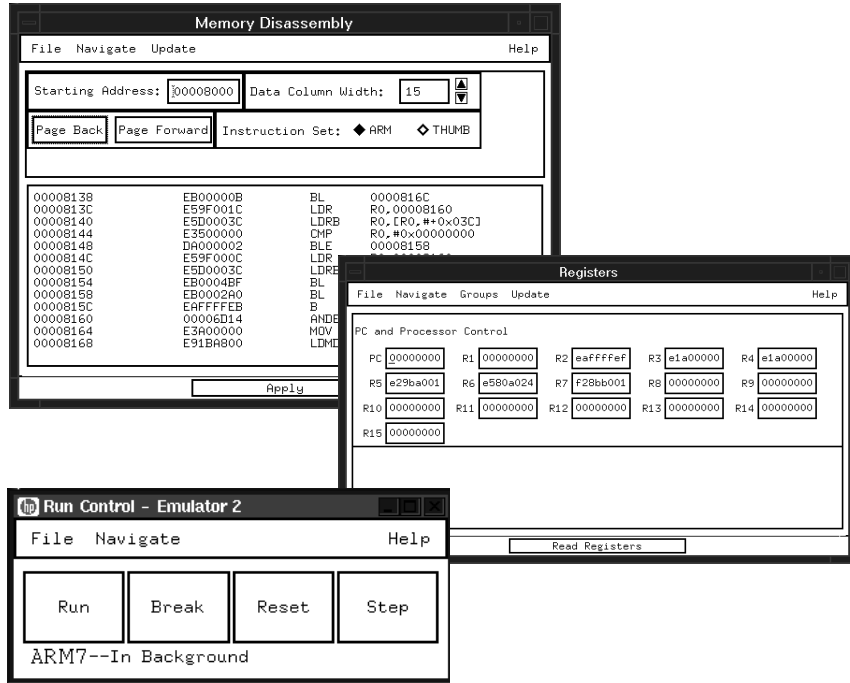 Memory Disassembly
File Navigate Update Help
Starting Address: 00008000 Data Column Width: 15
Page Back Page Forward Instruction Set: ARM THUMB
00008138 EB00000B BL 0000816C
0000813C E59F001C LDR R0,00008160
00008140 E5D0003C LDRB R0,[R0,#+0x03C]
00008144 E3500000 CMP R0,#0x00000000
00008148 DA000002 BLE 00008158
0000814C E59F000C LDR
00008150 E5D0003C LDRB
00008154 EB0004BF BL
00008158 EB0002A0 BL
0000815C EAFFFFEB B
00008160 00006D14 ANDE
00008164 E3A00000 MOV
00008168 E91BA800 LDMD
Apply
Registers
File Navigate Groups Update Help
PC and Processor Control
PC 00000000 R1 00000000 R2 eaffffef R3 e1a00000 R4 e1a00000
R5 e29ba001 R6 e580a024 R7 f28bb001 R8 00000000 R9 00000000
R10 00000000 R11 00000000 R12 00000000 R13 00000000 R14 00000000
R15 00000000
Read Registers
hp Run Control - Emulator 2
File Navigate Help
Run Break Reset Step
ARM7--In Background